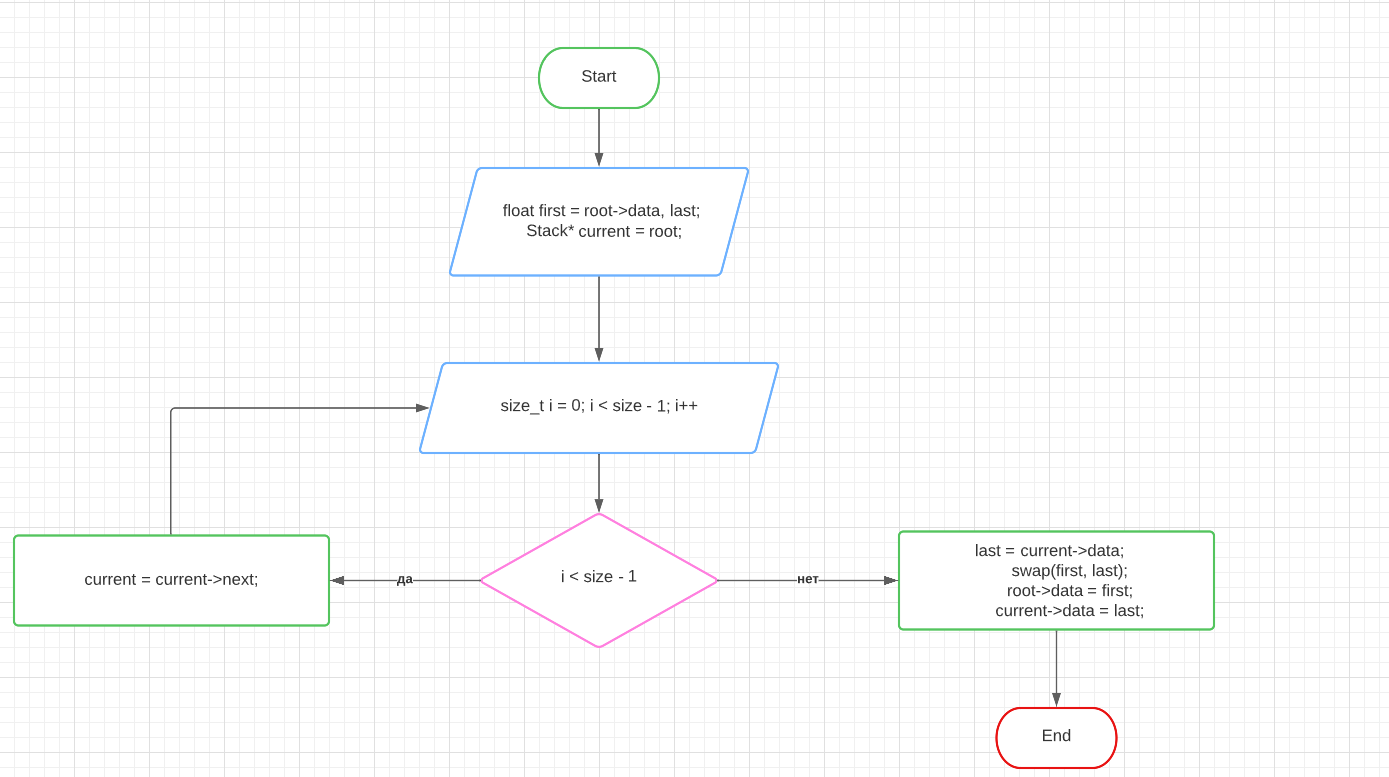 Start
float first = root->data, last;
Stack* current = root;
size_t i = 0; i < size - 1; i++
current = current->next;
да
i < size - 1
нет
last = current->data;
swap(first, last);
root->data = first;
current->data = last;
End